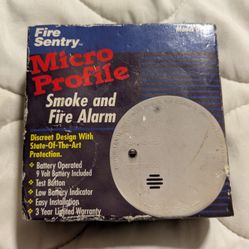 Fire
Sentry
Micro
Profile
Smoke and
Fire Alarm
Discreet Design With
State-Of-The-Art
Protection.
• Battery Operated
9 Volt Battery Included
• Test Button
• Low Battery Indicator
• Easy Installation
• 3 Year Limited Warranty
Model